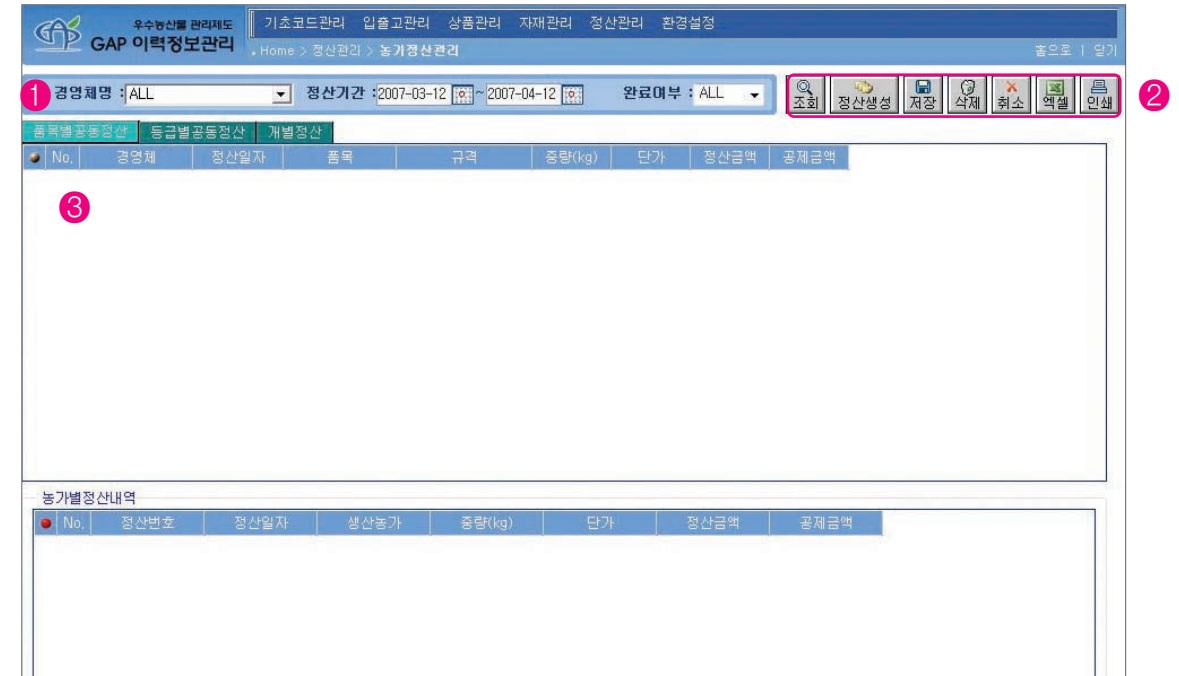 우수농산물 관리제도
GAP 이력정보관리
기초코드관리 입출고관리 상품관리 자재관리 정산관리 환경설정
Home > 정산관리 > 농가정산관리
홈으로 | 닫기
1 경영체명 : ALL 정산기간 : 2007-03-12 ~ 2007-04-12 완료여부 : ALL
조회 정산생성 저장 삭제 취소 엑셀 인쇄 2
품목별공동정산 등급별공동정산 개별정산
No. 경영체 정산일자 품목 규격 중량(kg) 단가 정산금액 공제금액
3
농가별정산내역
No. 정산번호 정산일자 생산농가 중량(kg) 단가 정산금액 공제금액